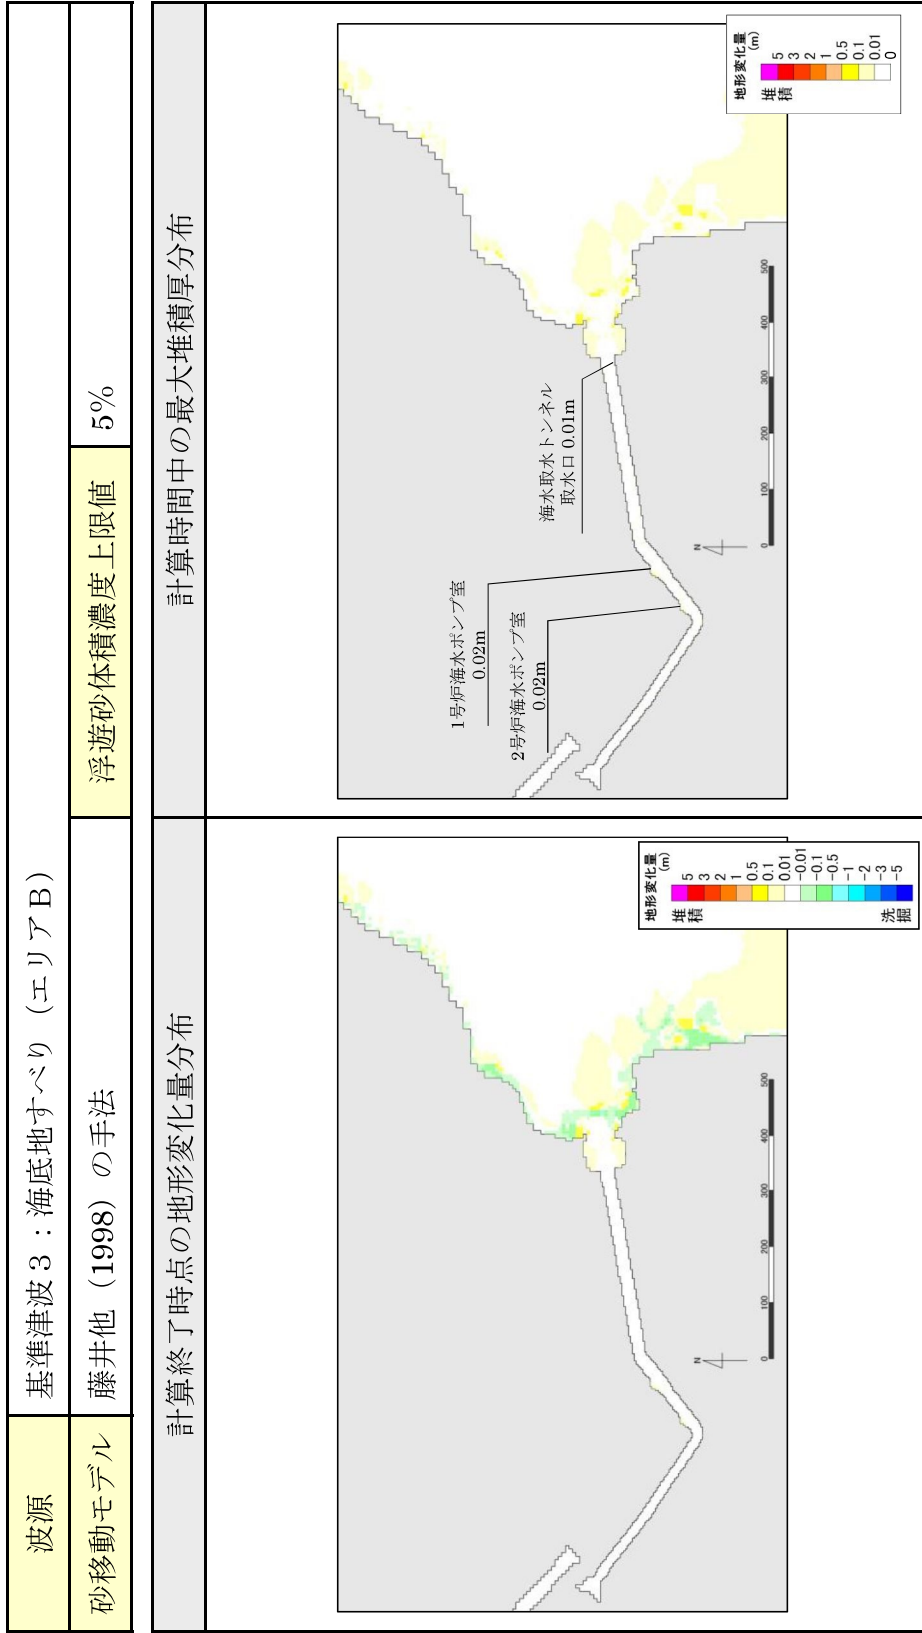 波源
基準津波3:海底地すべり（エリアB）
砂移動モデル
藤井他（1998）の手法
浮遊砂体積濃度上限値
5%
計算終了時点の地形変化量分布
計算時間中の最大堆積厚分布
N
0
100
200
300
400
500
地形変化量
(m)
堆積
5
3
2
1
0.5
0.1
0.01
-0.01
-0.1
-0.5
-1
-2
-3
-5
洗掘
1号炉海水ポンプ室
0.02m
2号炉海水ポンプ室
0.02m
海水取水トンネル
取水口 0.01m
N
0
100
200
300
400
500
地形変化量
(m)
堆積
5
3
2
1
0.5
0.1
0.01
0